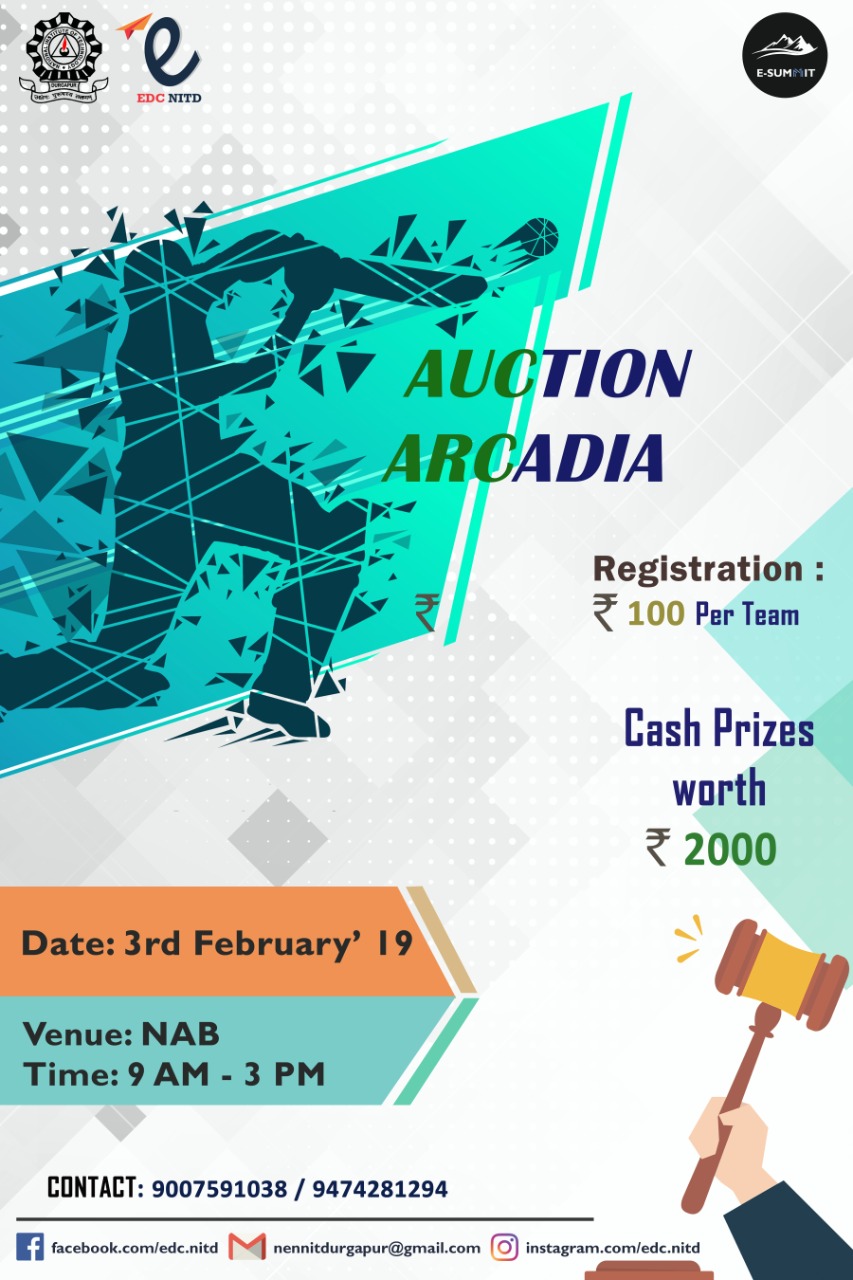 EDC NITD
E-SUMMIT
AUCTION
ARCADIA
Registration :
₹ 100 Per Team
₹
Cash Prizes
worth
₹ 2000
Date: 3rd February’ 19
Venue: NAB
Time: 9 AM - 3 PM
CONTACT: 9007591038 / 9474281294
facebook.com/edc.nitd nennitdurgapur@gmail.com instagram.com/edc.nitd